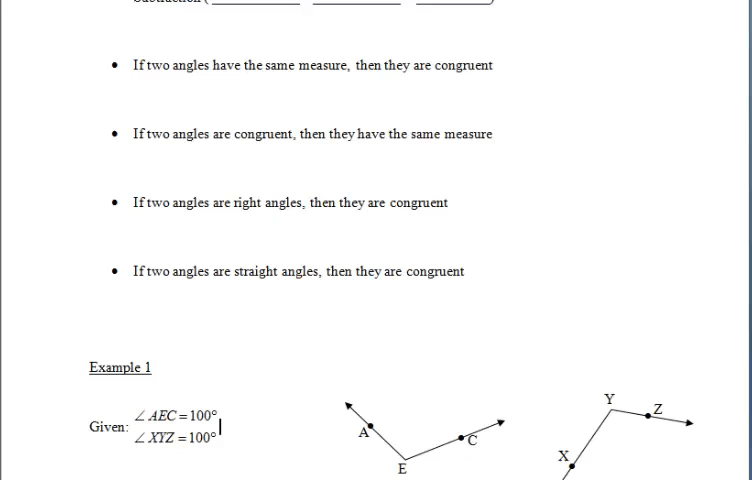 • If two angles have the same measure, then they are congruent
• If two angles are congruent, then they have the same measure
• If two angles are right angles, then they are congruent
• If two angles are straight angles, then they are congruent
Example 1
Given: ∠AEC = 100°
∠XYZ = 100°
A
C
E
Y
Z
X